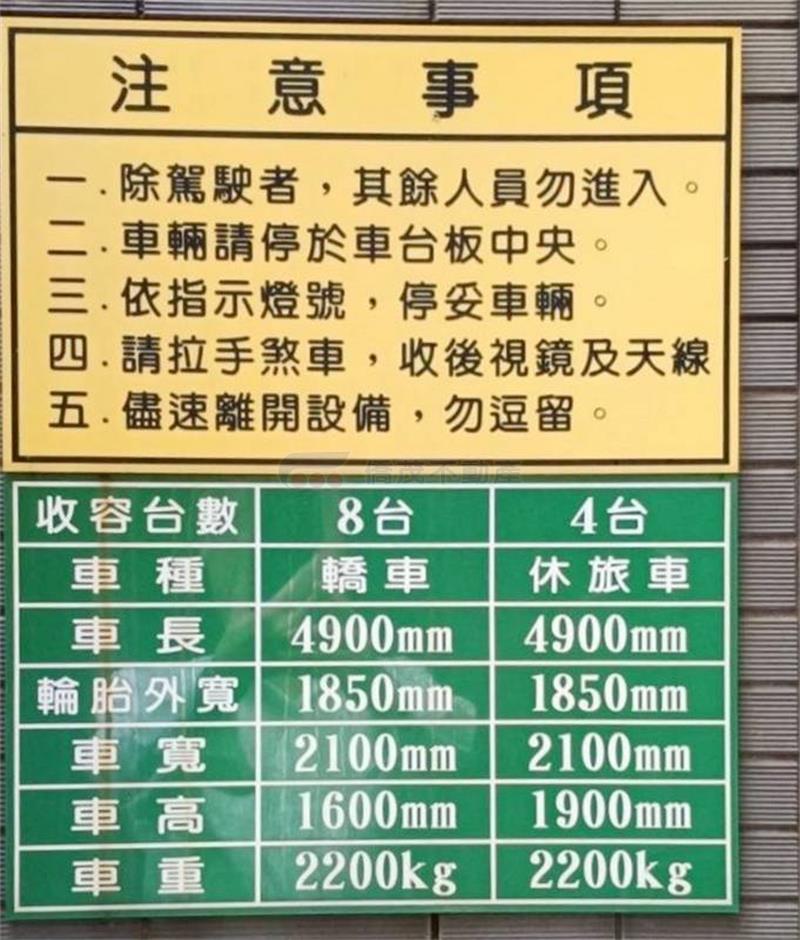 注意事項
一.除駕駛者，其餘人員勿進入。
二.車輛請停於車台板中央。
三.依指示燈號，停妥車輛。
四.請拉手煞車，收後視鏡及天線
五.儘速離開設備，勿逗留。
信茂不動產
收容台數 8台 4台
車種 轎車 休旅車
車長 4900mm 4900mm
輪胎外寬 1850mm 1850mm
車寬 2100mm 2100mm
車高 1600mm 1900mm
車重 2200kg 2200kg